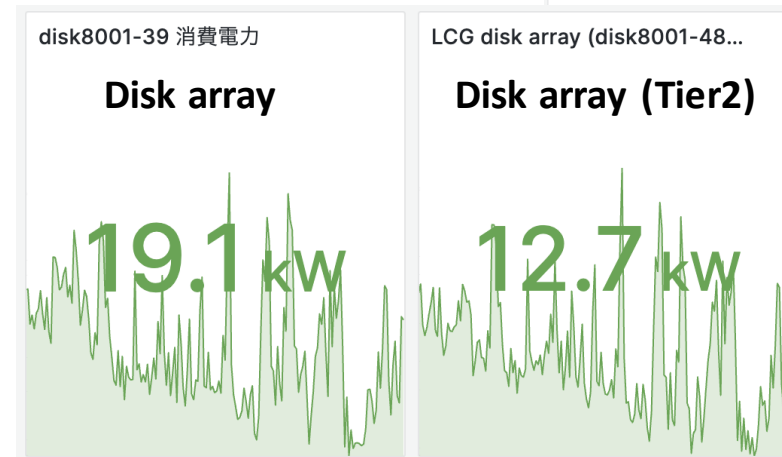 disk8001-39 消費電力
Disk array
19.1 kW
LCG disk array (disk8001-48...
Disk array (Tier2)
12.7 kW